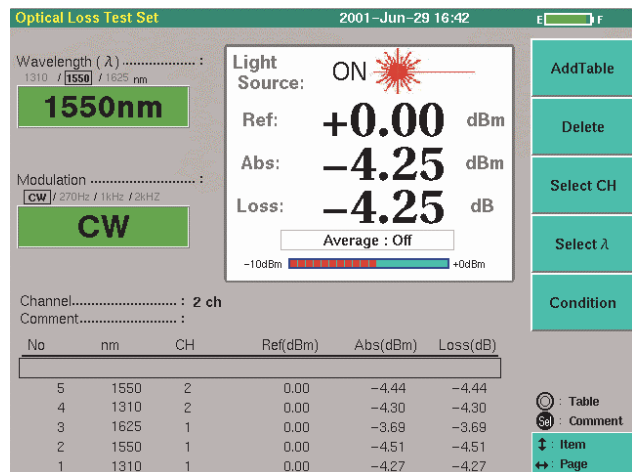 Optical Loss Test Set 2001-Jun-29 16:42 E F
Wavelength (λ) .................. :
1310 / 1550 / 1625 nm
1550nm
Modulation ................... :
CW / 270Hz / 1kHz / 2kHZ
CW
Light Source: ON
Ref: +0.00 dBm
Abs: −4.25 dBm
Loss: −4.25 dB
Average : Off
−10dBm +0dBm
AddTable
Delete
Select CH
Select λ
Condition
Channel.......................... : 2 ch
Comment........................ :
No nm CH Ref(dBm) Abs(dBm) Loss(dB)
5 1550 2 0.00 −4.44 −4.44
4 1310 2 0.00 −4.30 −4.30
3 1625 1 0.00 −3.69 −3.69
2 1550 1 0.00 −4.51 −4.51
1 1310 1 0.00 −4.27 −4.27
: Table
Sel : Comment
↕ : Item
↔ : Page